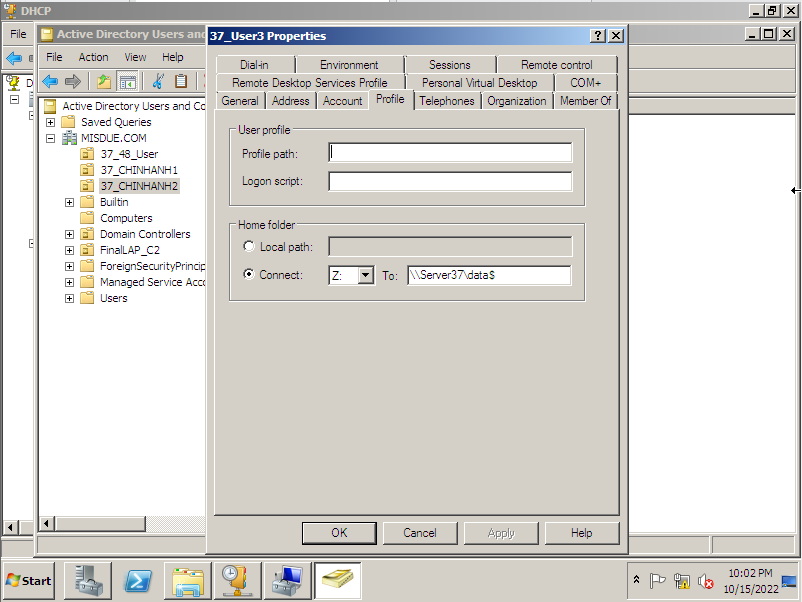 DHCP
File
Active Directory Users and
File Action View Help
Active Directory Users and Co
Saved Queries
MISDUE.COM
37_48_User
37_CHINHANH1
37_CHINHANH2
Builtin
Computers
Domain Controllers
FinalLAP_C2
ForeignSecurityPrincip
Managed Service Acco
Users
37_User3 Properties
Dial-in Environment Sessions Remote control
Remote Desktop Services Profile Personal Virtual Desktop COM+
General Address Account Profile Telephones Organization Member Of
User profile
Profile path:
Logon script:
Home folder
Local path:
Connect: Z: To: \\Server37\data$
OK Cancel Apply Help
Start
10:02 PM
10/15/2022